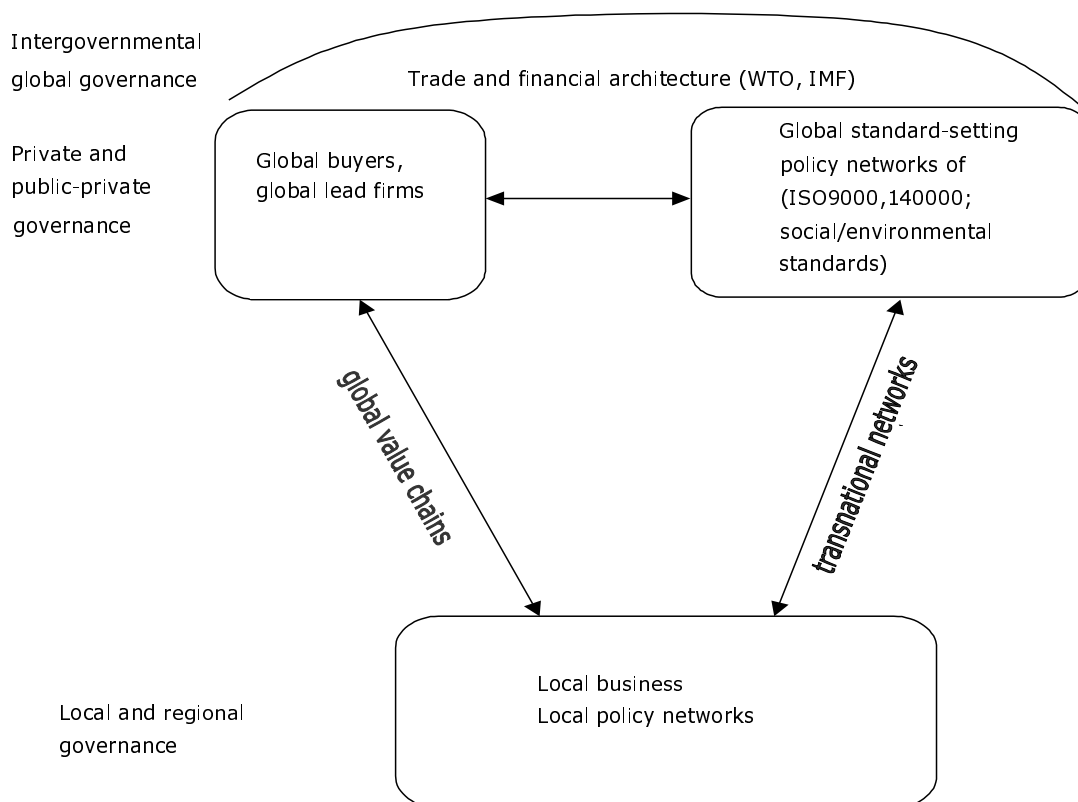 Intergovernmental
global governance
Trade and financial architecture (WTO, IMF)
Private and
public-private
governance
Global buyers,
global lead firms
Global standard-setting
policy networks of
(ISO9000,140000;
social/environmental
standards)
global value chains
transnational networks
Local and regional
governance
Local business
Local policy networks